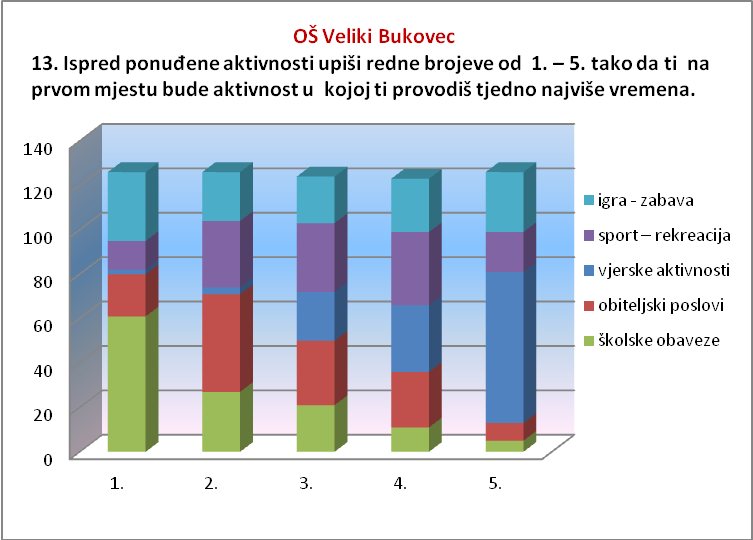 OŠ Veliki Bukovec
13. Ispred ponuđene aktivnosti upiši redne brojeve od 1. – 5. tako da ti na
prvom mjestu bude aktivnost u kojoj ti provodiš tjedno najviše vremena.
140
120
100
80
60
40
20
0
1.
2.
3.
4.
5.
igra - zabava
sport – rekreacija
vjerske aktivnosti
obiteljski poslovi
školske obaveze